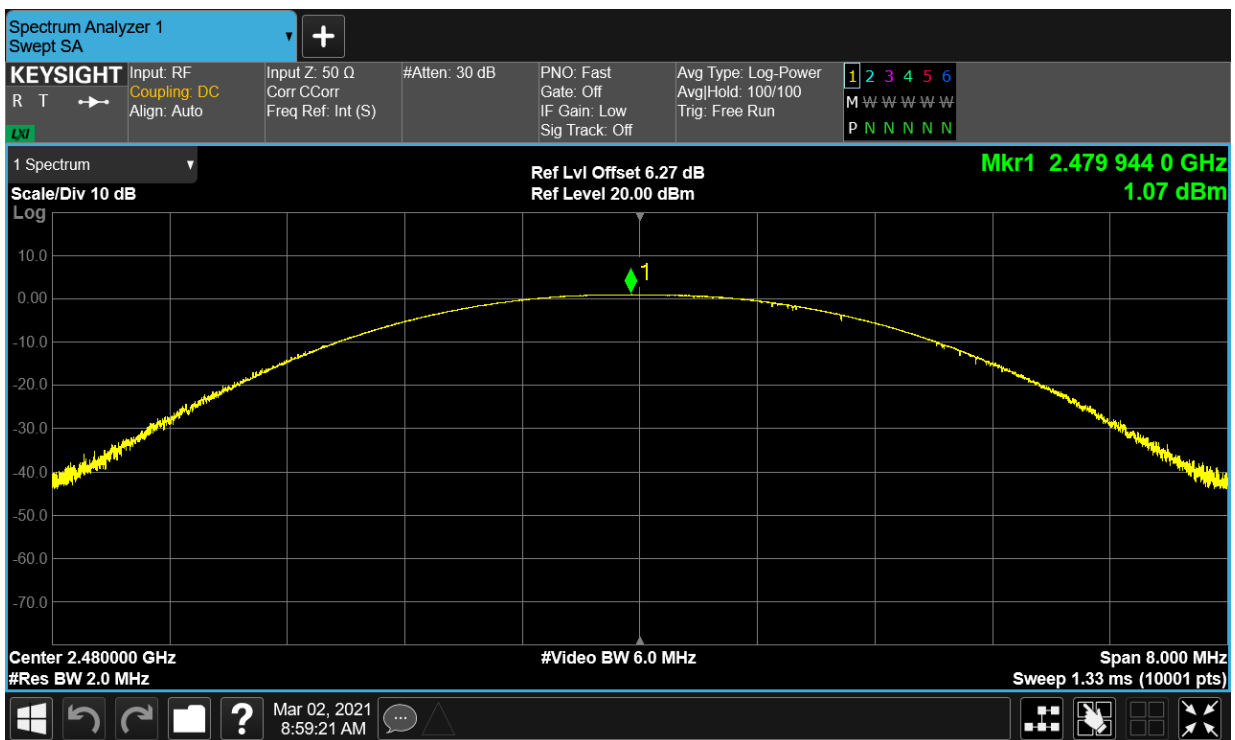 Spectrum Analyzer 1
Swept SA
+
KEYSIGHT
R T
LXI
Input: RF
Coupling: DC
Align: Auto
Input Z: 50 Ω
Corr CCorr
Freq Ref: Int (S)
#Atten: 30 dB
PNO: Fast
Gate: Off
IF Gain: Low
Sig Track: Off
Avg Type: Log-Power
Avg|Hold: 100/100
Trig: Free Run
1 2 3 4 5 6
M W W W W W
P N N N N N
1 Spectrum
Scale/Div 10 dB
Log
Ref Lvl Offset 6.27 dB
Ref Level 20.00 dBm
Mkr1 2.479 944 0 GHz
1.07 dBm
10.0
0.00
-10.0
-20.0
-30.0
-40.0
-50.0
-60.0
-70.0
1
Center 2.480000 GHz
#Res BW 2.0 MHz
#Video BW 6.0 MHz
Span 8.000 MHz
Sweep 1.33 ms (10001 pts)
?
Mar 02, 2021
8:59:21 AM